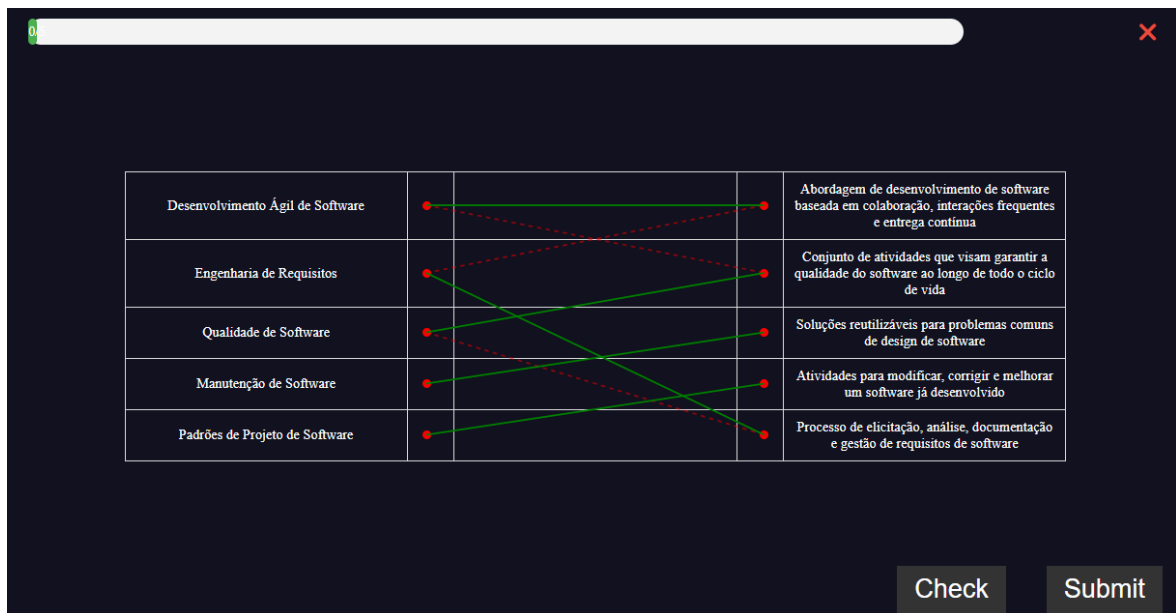 0/
Desenvolvimento Ágil de Software
Abordagem de desenvolvimento de software
baseada em colaboração, interações frequentes
e entrega contínua
Engenharia de Requisitos
Conjunto de atividades que visam garantir a
qualidade do software ao longo de todo o ciclo
de vida
Qualidade de Software
Soluções reutilizáveis para problemas comuns
de design de software
Manutenção de Software
Atividades para modificar, corrigir e melhorar
um software já desenvolvido
Padrões de Projeto de Software
Processo de elicitação, análise, documentação
e gestão de requisitos de software
Check
Submit